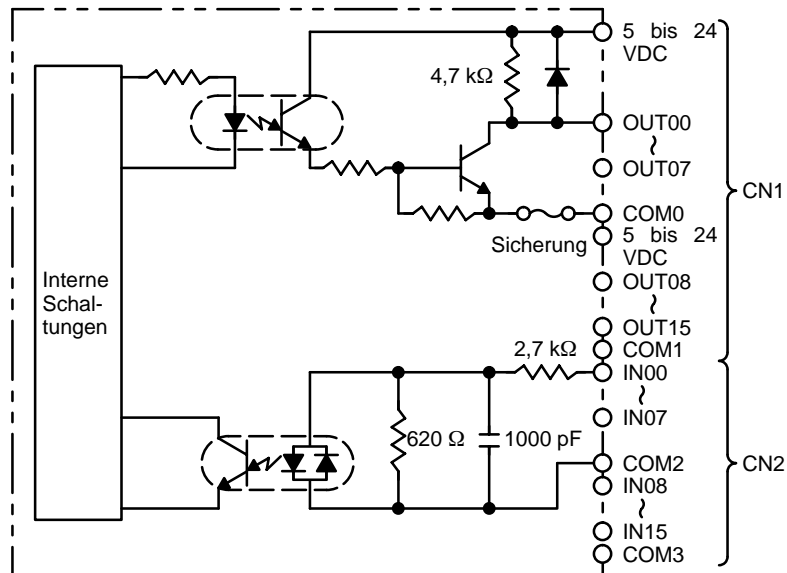 5 bis 24
VDC
4,7 kΩ
OUT00
~
OUT07
CN1
COM0
Sicherung
5 bis 24
VDC
Interne
Schal-
tungen
OUT08
~
OUT15
2,7 kΩ
COM1
IN00
~
IN07
620 Ω
1000 pF
COM2
CN2
IN08
~
IN15
COM3